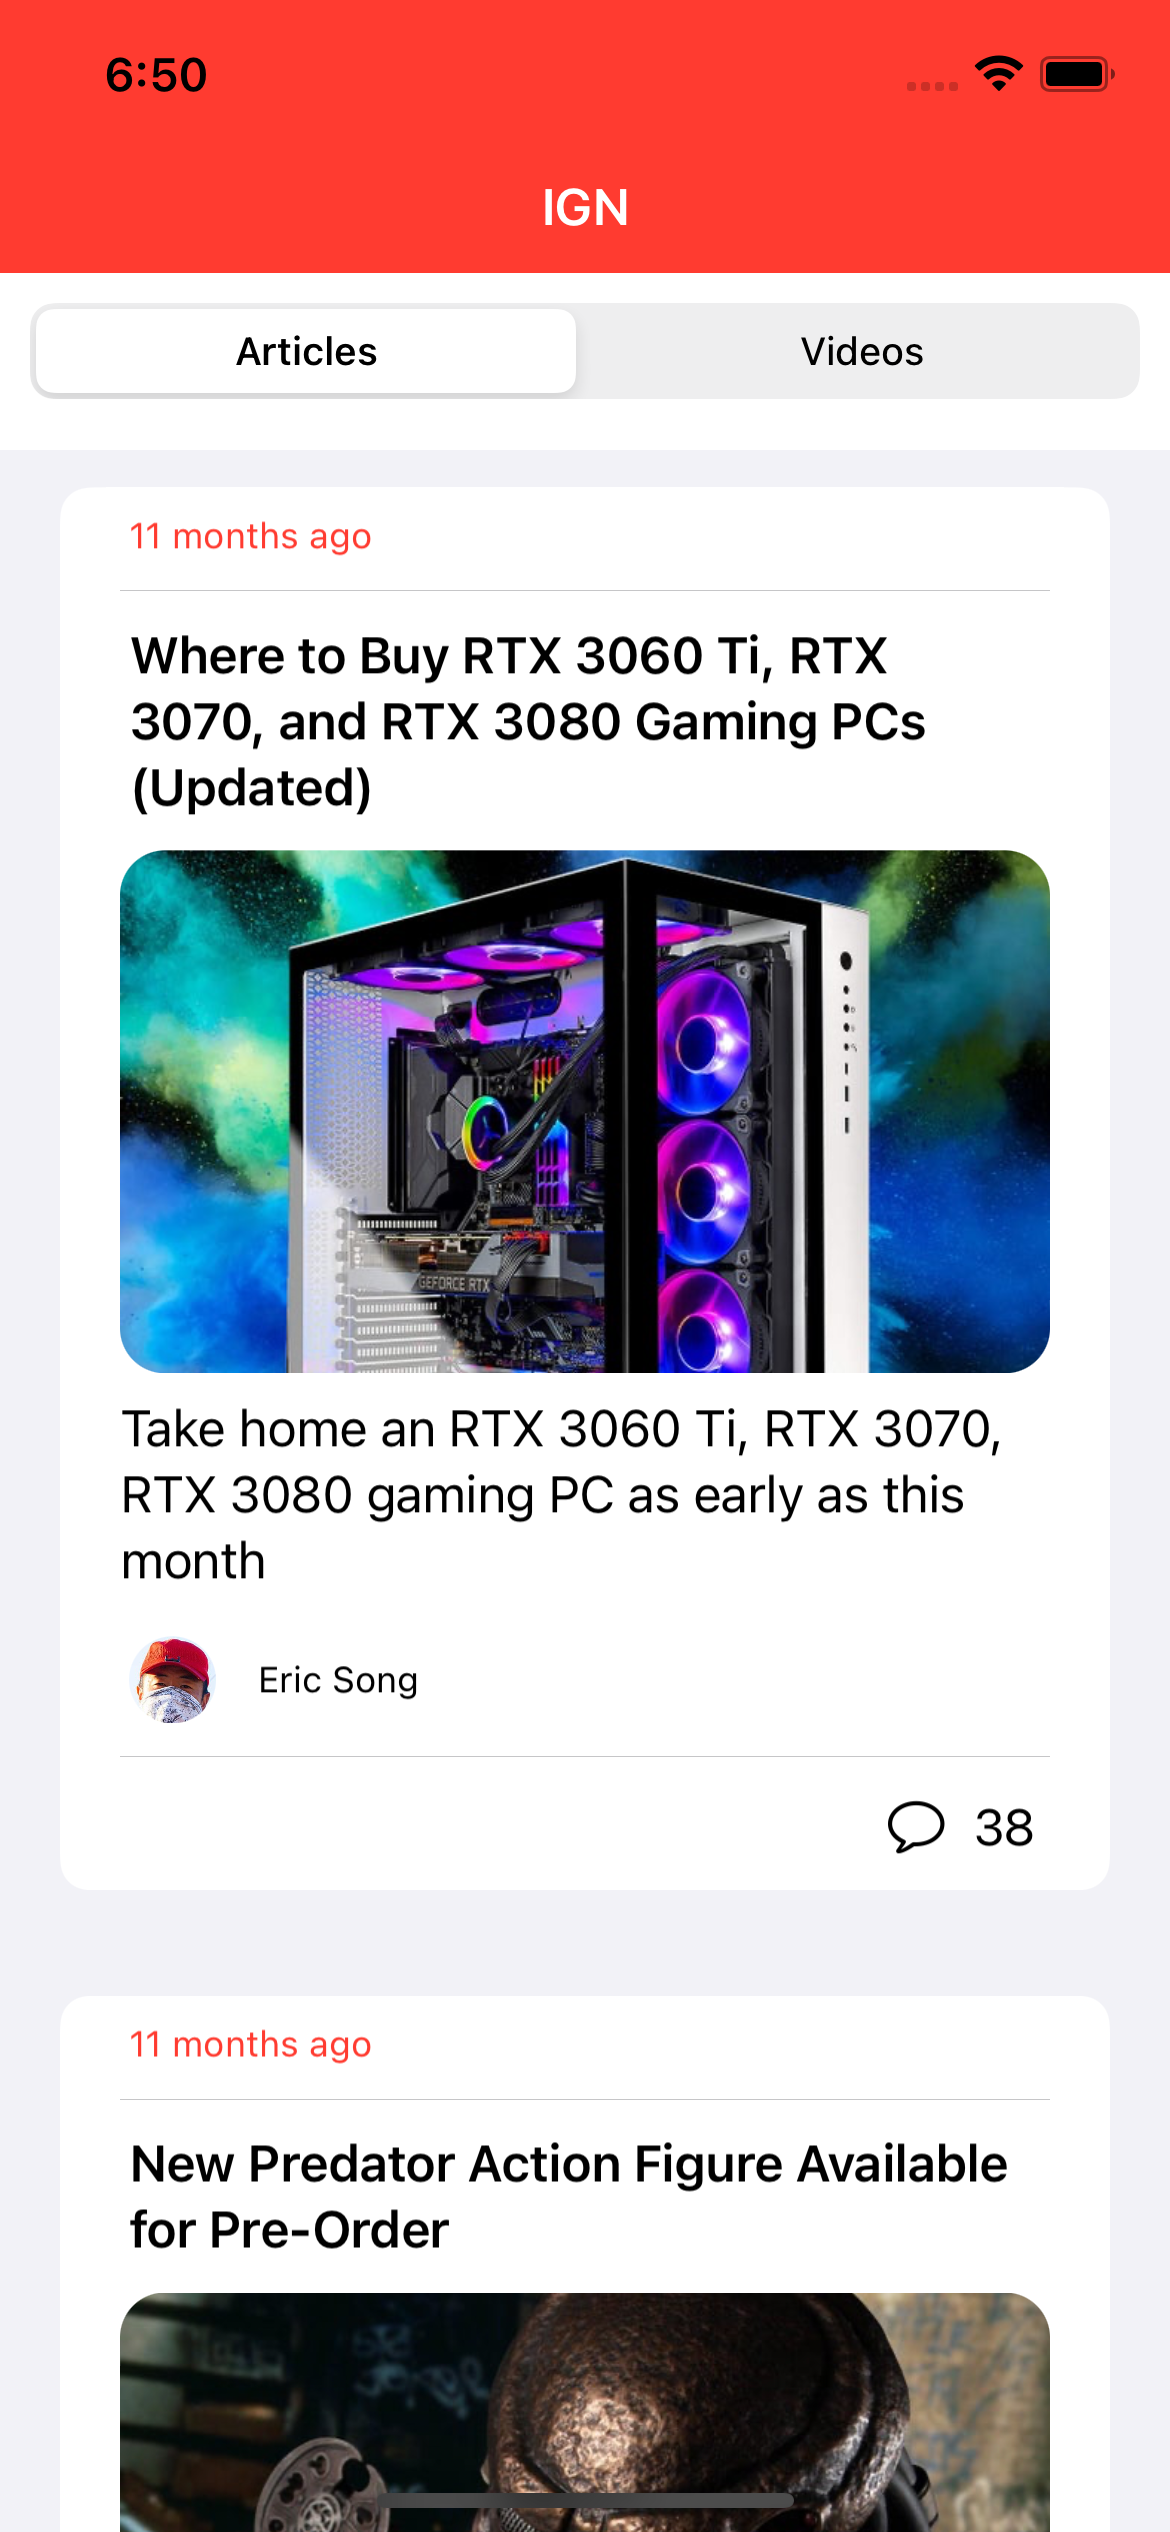 6:50
IGN
Articles
Videos
11 months ago
Where to Buy RTX 3060 Ti, RTX
3070, and RTX 3080 Gaming PCs
(Updated)
GEFORCE RTX
Take home an RTX 3060 Ti, RTX 3070,
RTX 3080 gaming PC as early as this
month
Eric Song
38
11 months ago
New Predator Action Figure Available
for Pre-Order